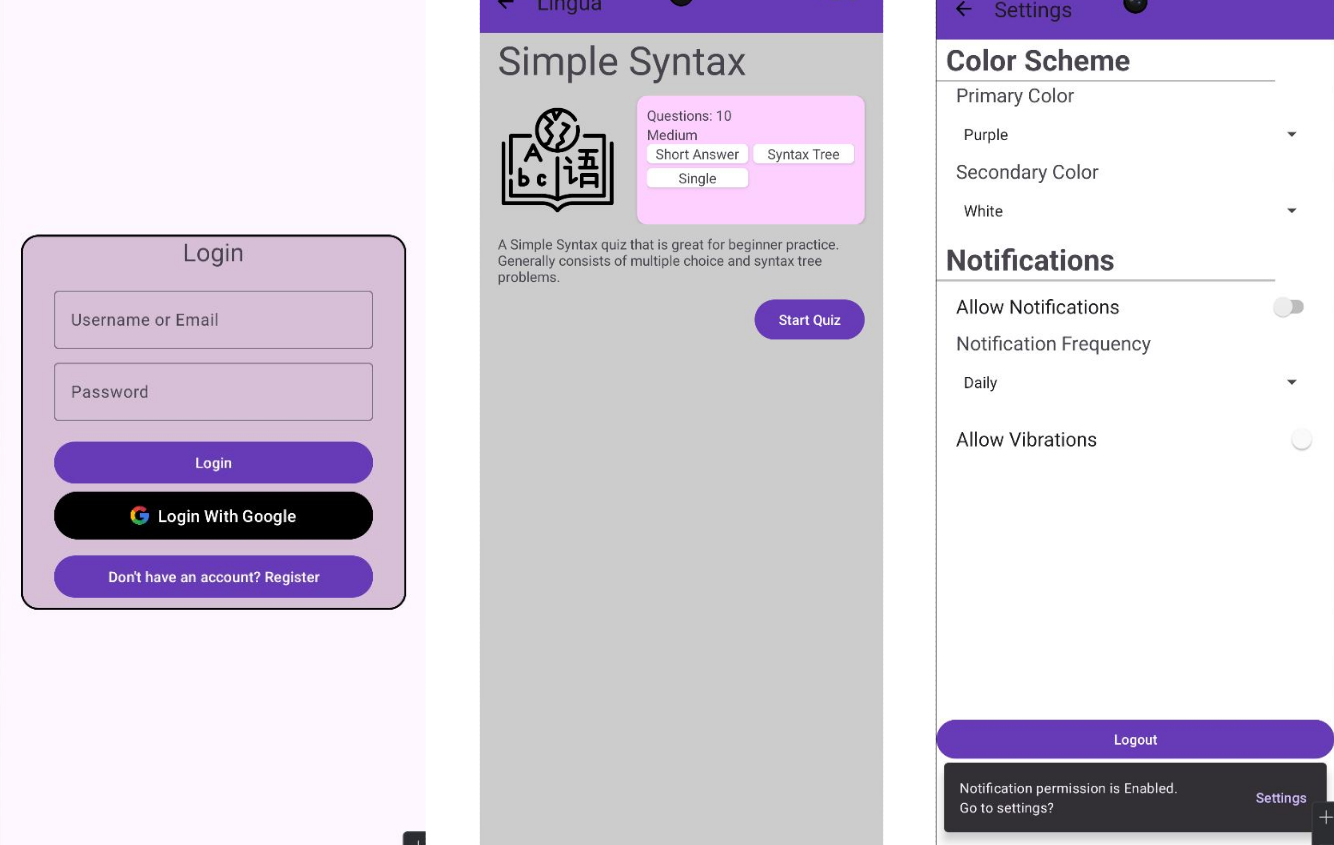 Login
Username or Email
Password
Login
Login With Google
Don't have an account? Register
Lingua
Simple Syntax
A
b c
语
Questions: 10
Medium
Short Answer
Syntax Tree
Single
A Simple Syntax quiz that is great for beginner practice.
Generally consists of multiple choice and syntax tree
problems.
Start Quiz
Settings
Color Scheme
Primary Color
Purple
Secondary Color
White
Notifications
Allow Notifications
Notification Frequency
Daily
Allow Vibrations
Logout
Notification permission is Enabled.
Go to settings?
Settings